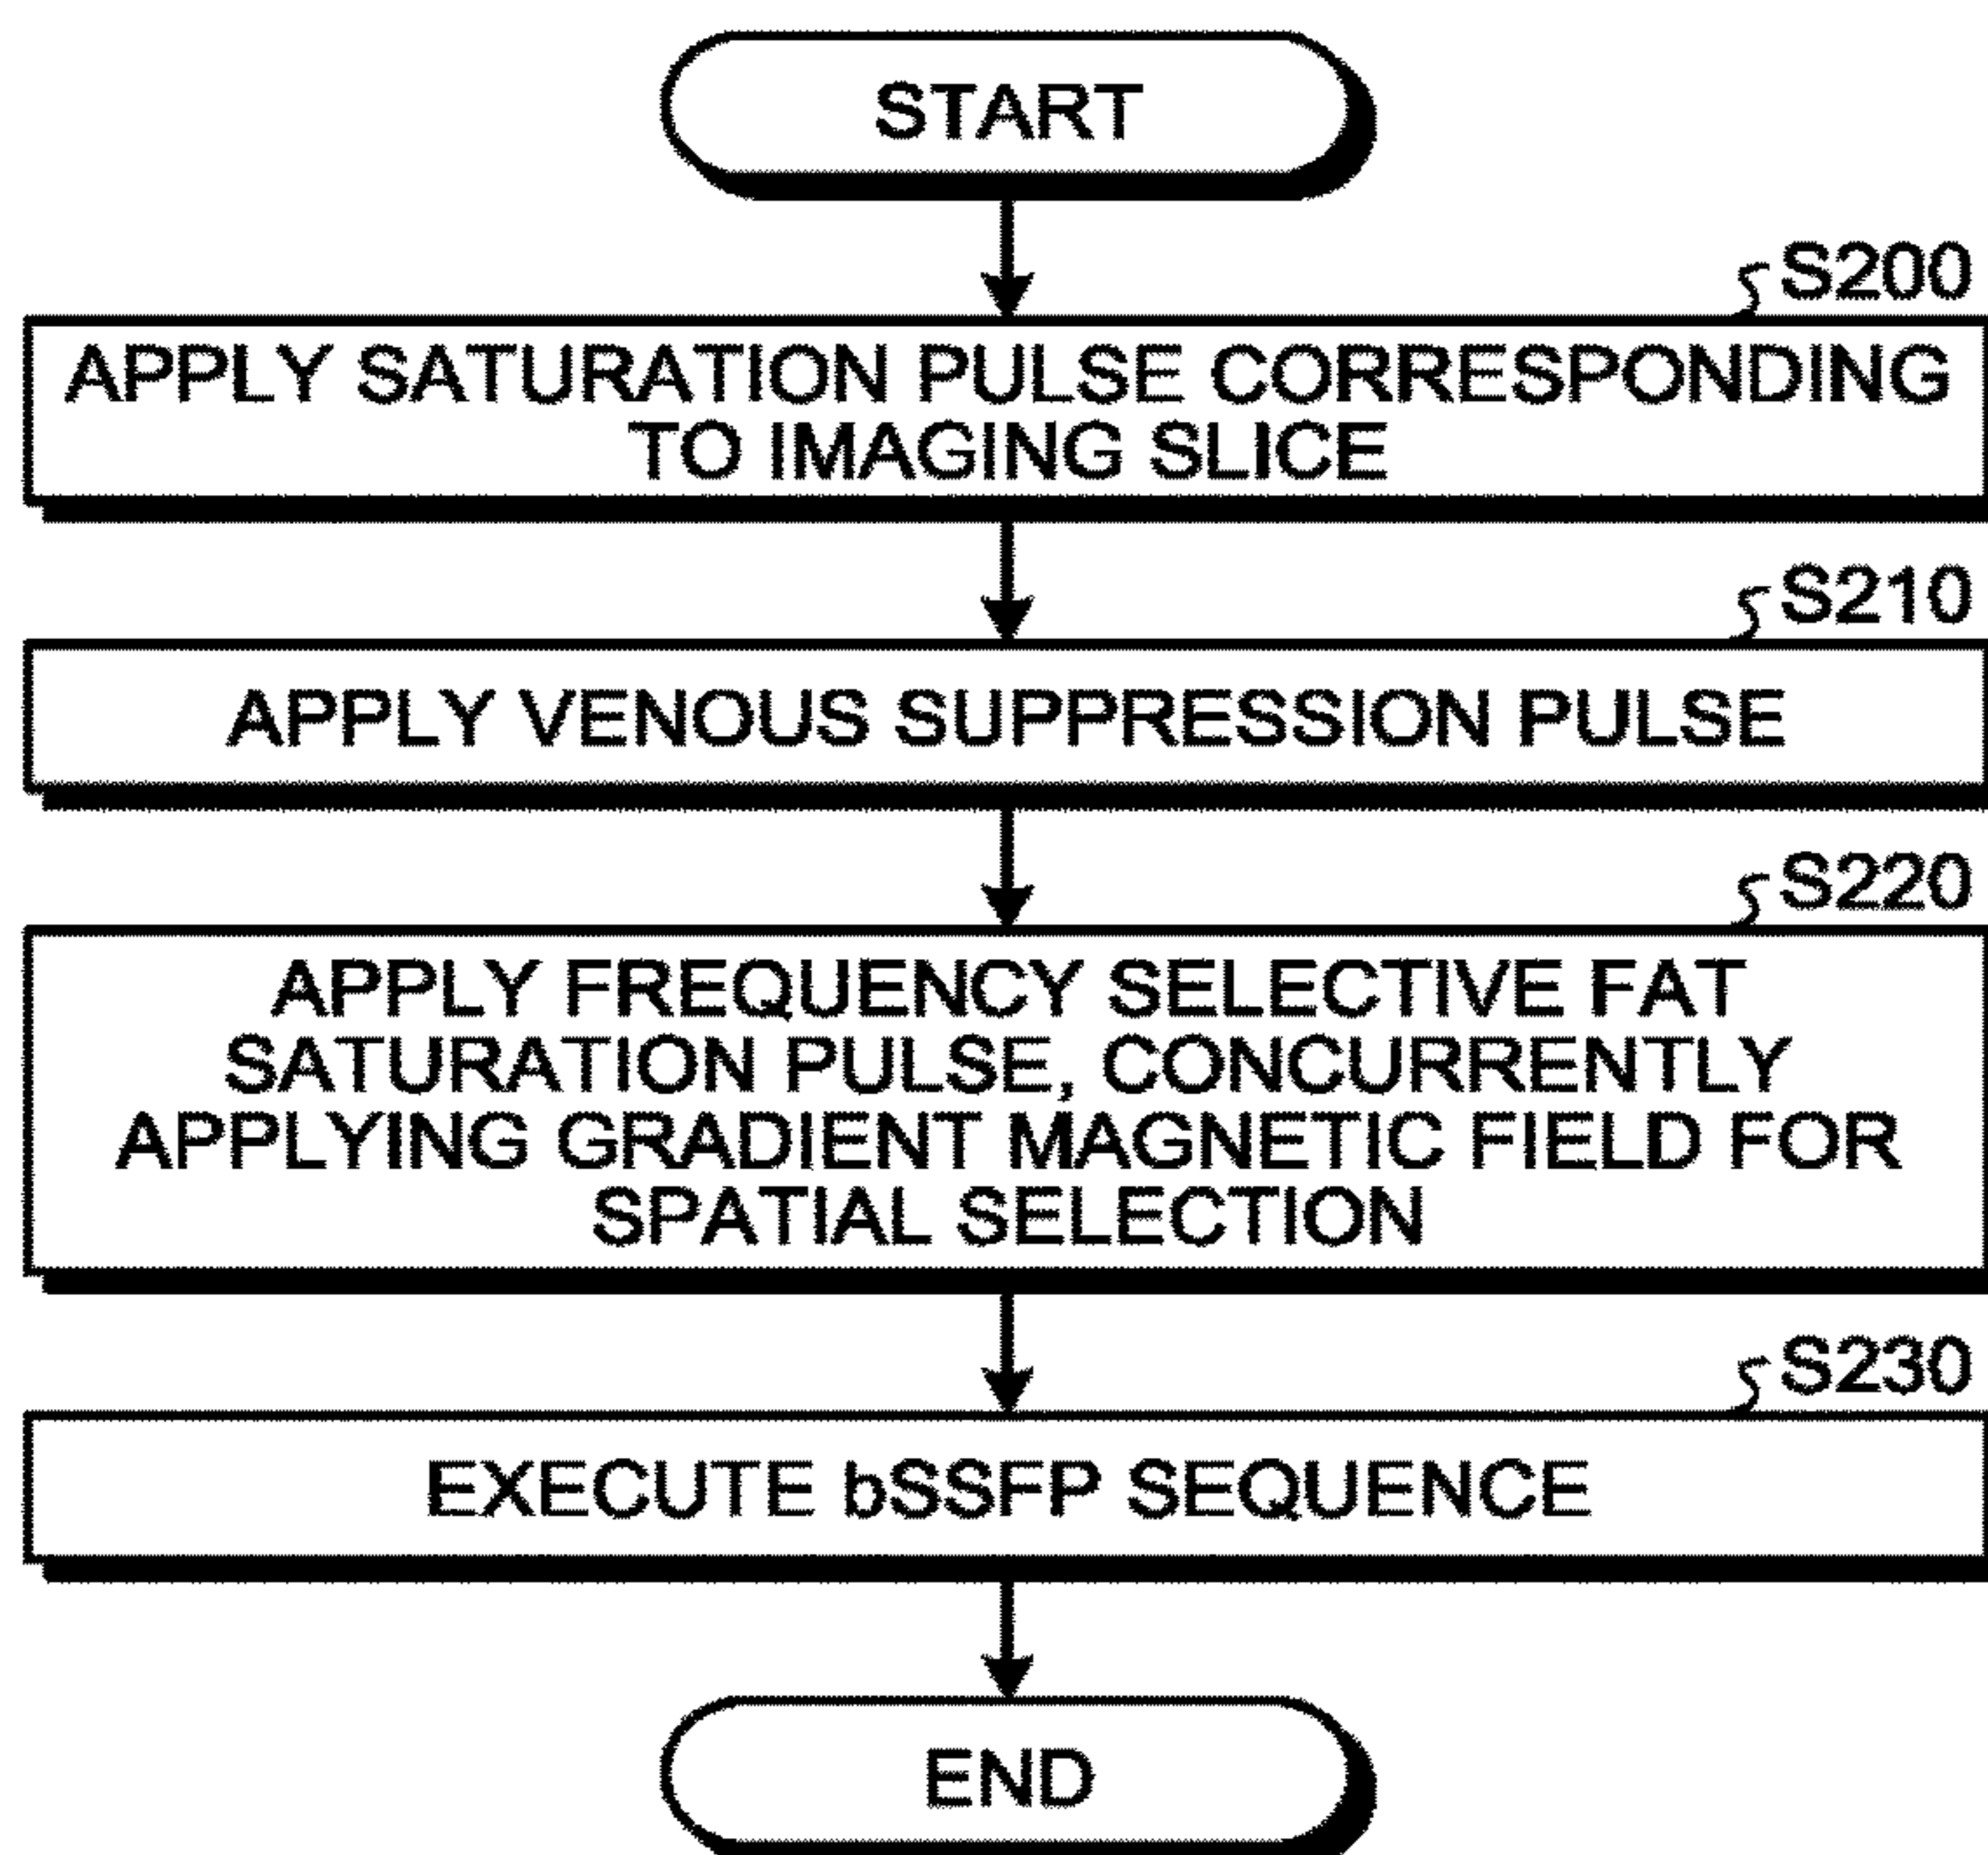 START
S200
APPLY SATURATION PULSE CORRESPONDING
TO IMAGING SLICE
S210
APPLY VENOUS SUPPRESSION PULSE
S220
APPLY FREQUENCY SELECTIVE FAT
SATURATION PULSE, CONCURRENTLY
APPLYING GRADIENT MAGNETIC FIELD FOR
SPATIAL SELECTION
S230
EXECUTE bSSFP SEQUENCE
END